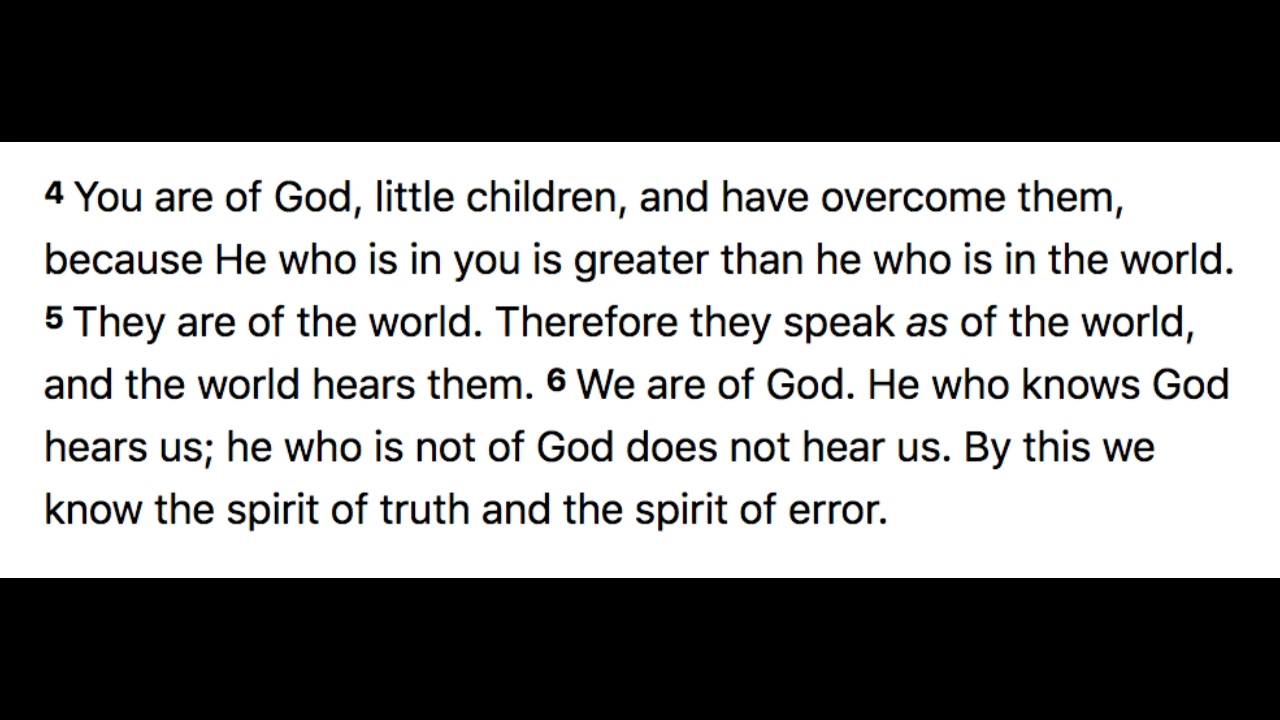 4 You are of God, little children, and have overcome them,
because He who is in you is greater than he who is in the world.
5 They are of the world. Therefore they speak as of the world,
and the world hears them. 6 We are of God. He who knows God
hears us; he who is not of God does not hear us. By this we
know the spirit of truth and the spirit of error.